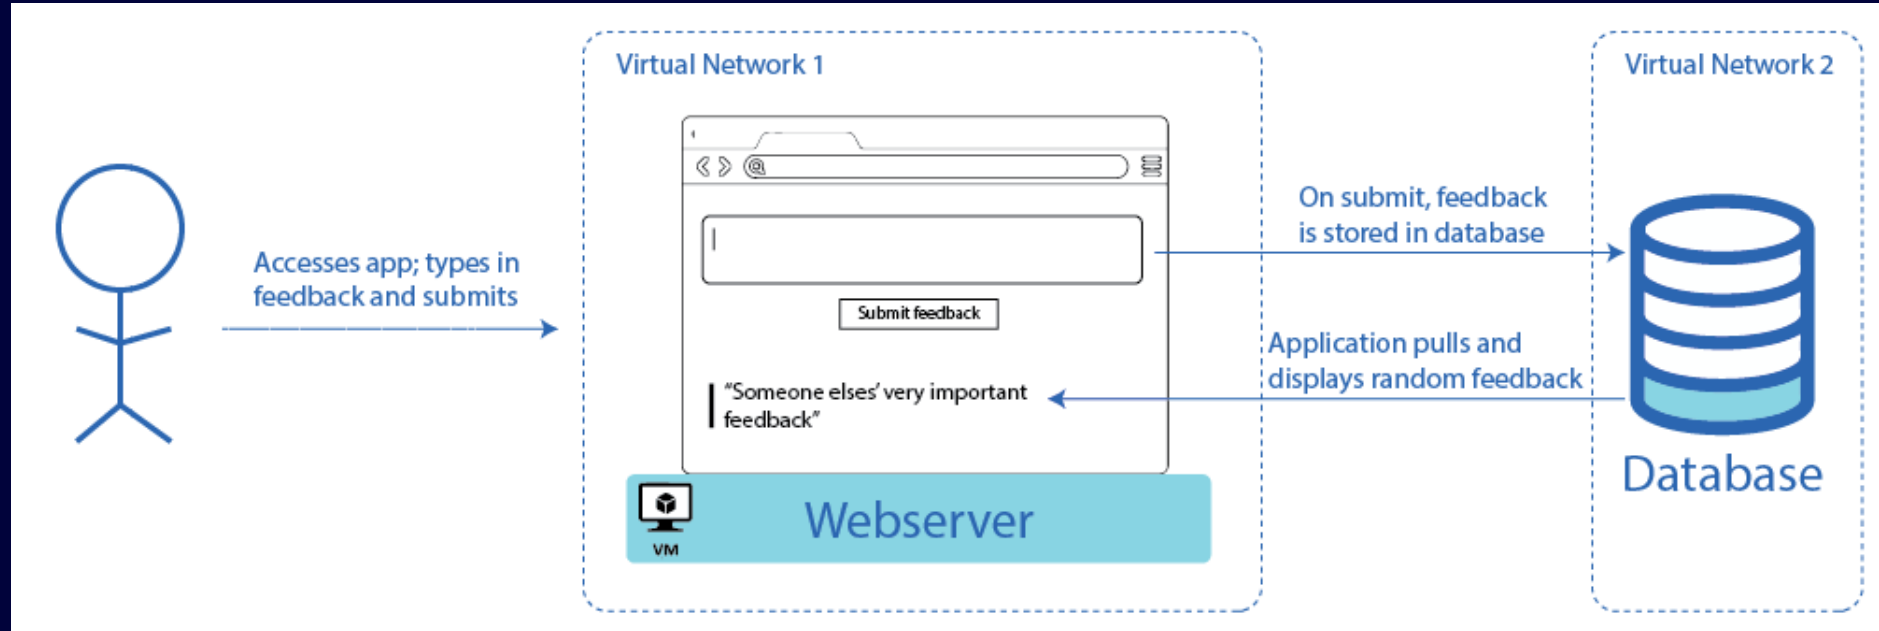 Virtual Network 1
Virtual Network 2
Accesses app; types in
feedback and submits
Submit feedback
"Someone elses' very important
feedback"
VM
Webserver
On submit, feedback
is stored in database
Application pulls and
displays random feedback
Database